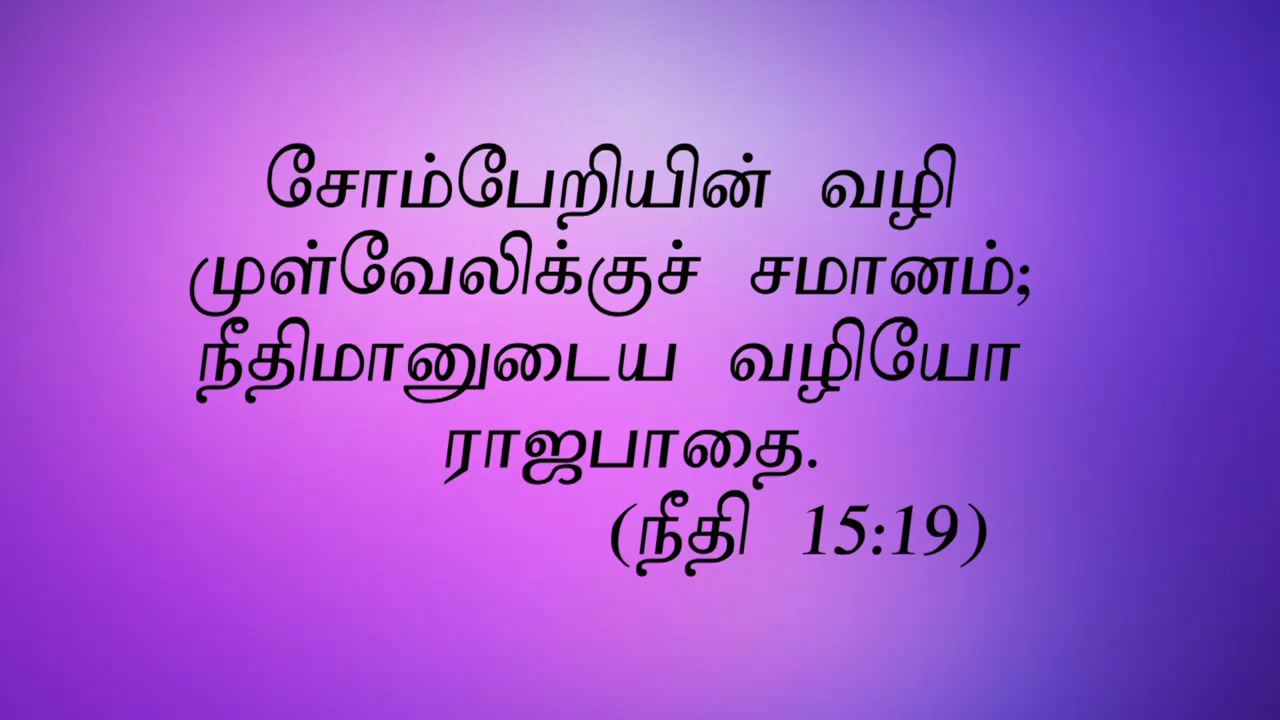 சோம்பேறியின் வழி
முள்வேலிக்குச் சமானம்;
நீதிமானுடைய வழியோ
ராஜபாதை.
(நீதி 15:19)